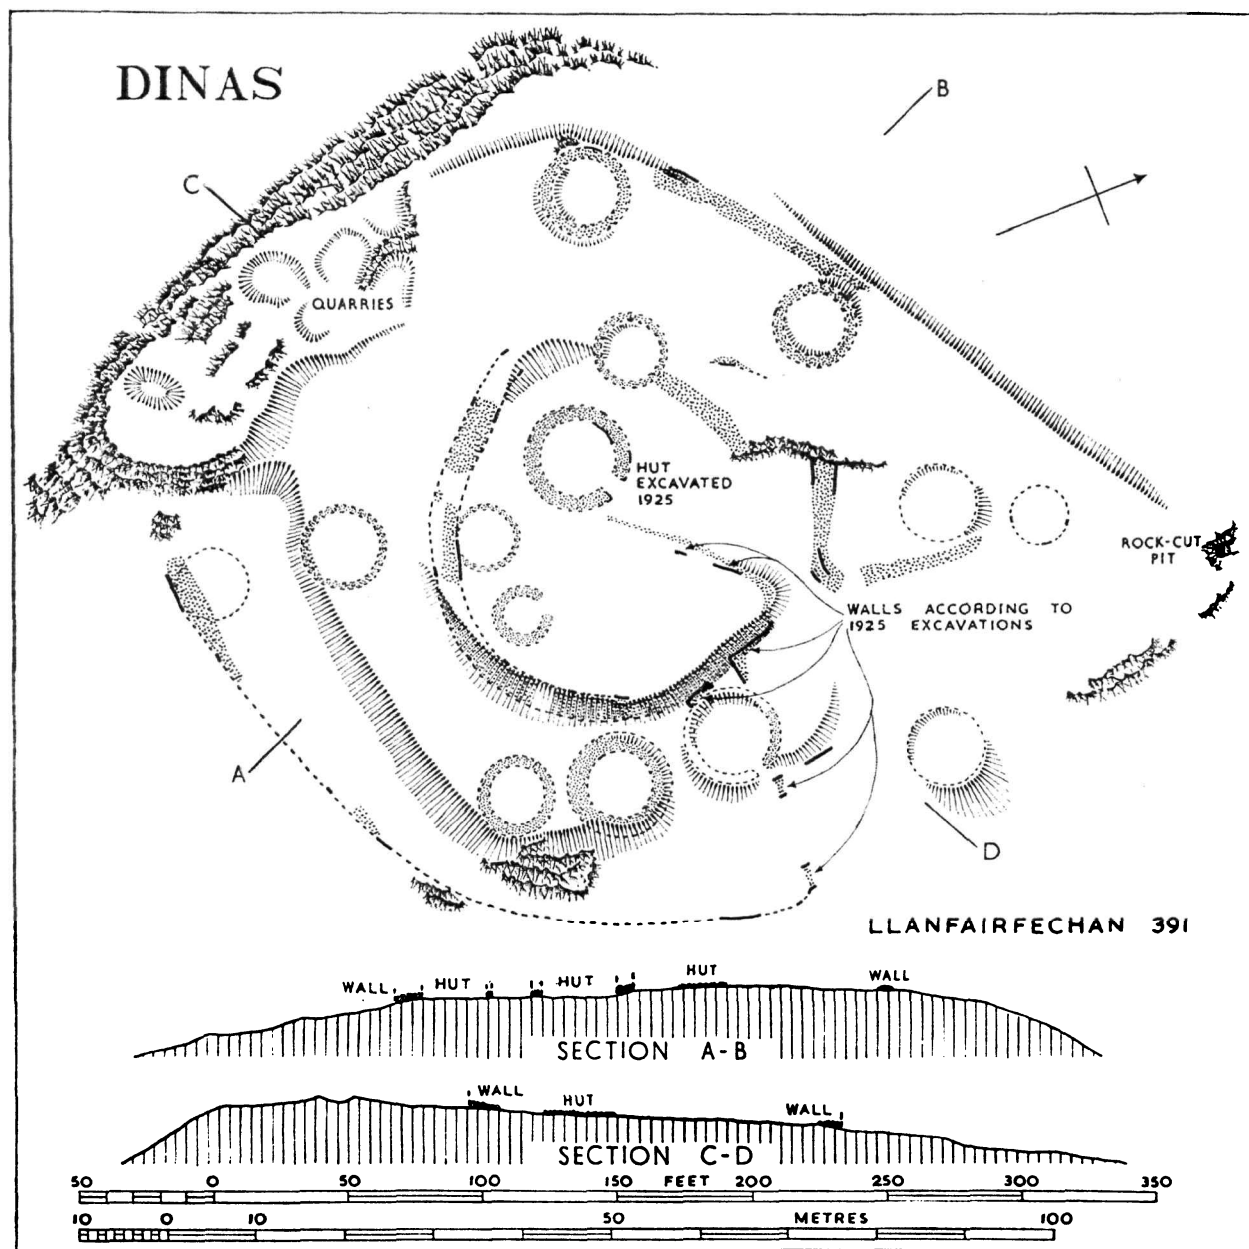 DINAS
B
C
QUARRIES
HUT
EXCAVATED
1925
ROCK-CUT
PIT
WALLS ACCORDING TO
1925 EXCAVATIONS
A
D
LLANFAIRFECHAN 391
WALL HUT HUT HUT WALL
SECTION A-B
WALL HUT WALL
SECTION C-D
50 0 50 100 150 FEET 200 250 300 350
10 0 10 50 METRES 100